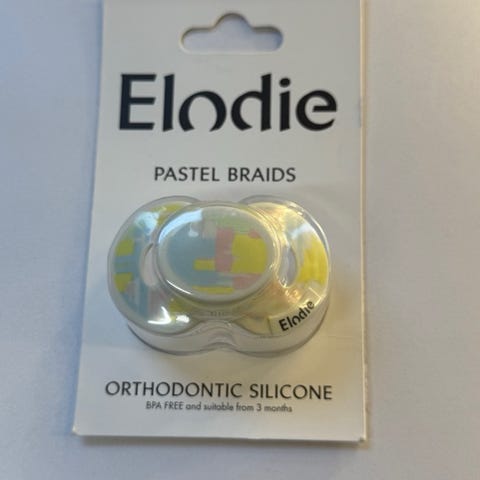 Elodie
PASTEL BRAIDS
Elodie
ORTHODONTIC SILICONE
BPA FREE and suitable from 3 months